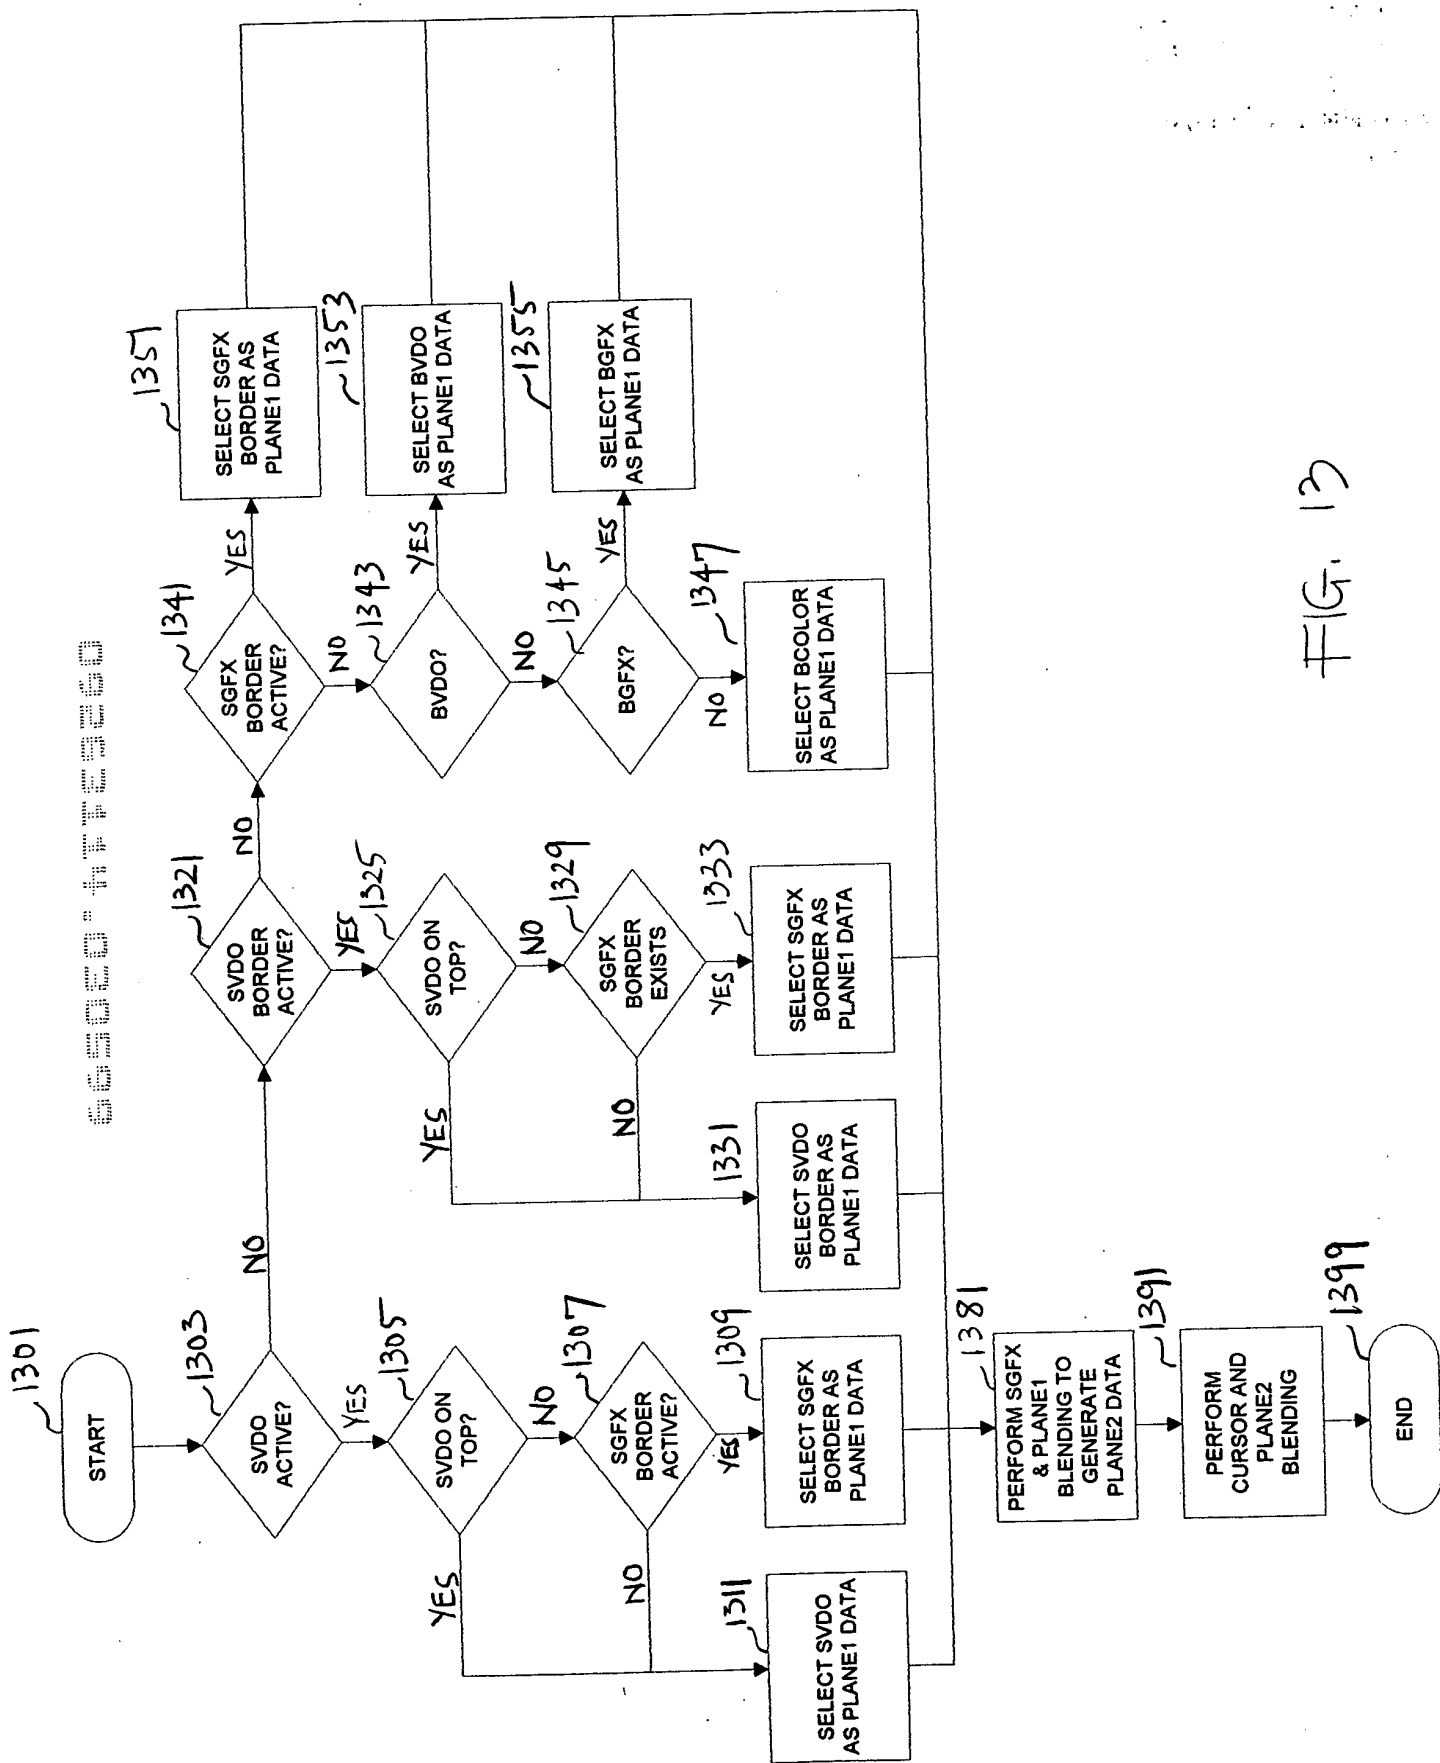 1301
START
1303
SVDO
ACTIVE?
NO
YES
1305
SVDO ON
TOP?
YES
NO
1307
SGFX
BORDER
ACTIVE?
NO
YES
1311
SELECT SVDO
AS PLANE1 DATA
1309
SELECT SGFX
BORDER AS
PLANE1 DATA
1321
SVDO
BORDER
ACTIVE?
NO
YES
1325
SVDO ON
TOP?
YES
NO
1329
SGFX
BORDER
EXISTS
NO
YES
1331
SELECT SVDO
BORDER AS
PLANE1 DATA
1333
SELECT SGFX
BORDER AS
PLANE1 DATA
1341
SGFX
BORDER
ACTIVE?
YES
NO
1351
SELECT SGFX
BORDER AS
PLANE1 DATA
1343
BVDO?
YES
NO
1353
SELECT BVDO
AS PLANE1 DATA
1345
BGFX?
YES
NO
1355
SELECT BGFX
AS PLANE1 DATA
1347
SELECT BCOLOR
AS PLANE1 DATA
1381
PERFORM SGFX
& PLANE1
BLENDING TO
GENERATE
PLANE2 DATA
1391
PERFORM
CURSOR AND
PLANE2
BLENDING
1399
END
FIG. 13